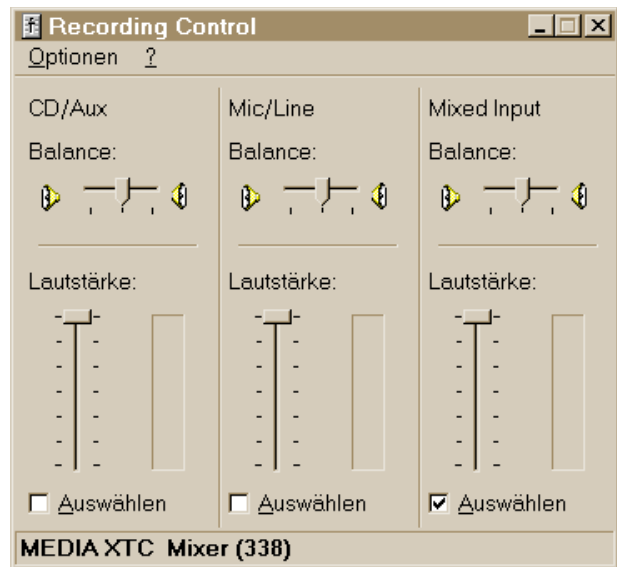 Recording Control
Optionen ?
CD/Aux Mic/Line Mixed Input
Balance: Balance: Balance:
Lautstärke: Lautstärke: Lautstärke:
Auswählen Auswählen Auswählen
MEDIA XTC Mixer (338)